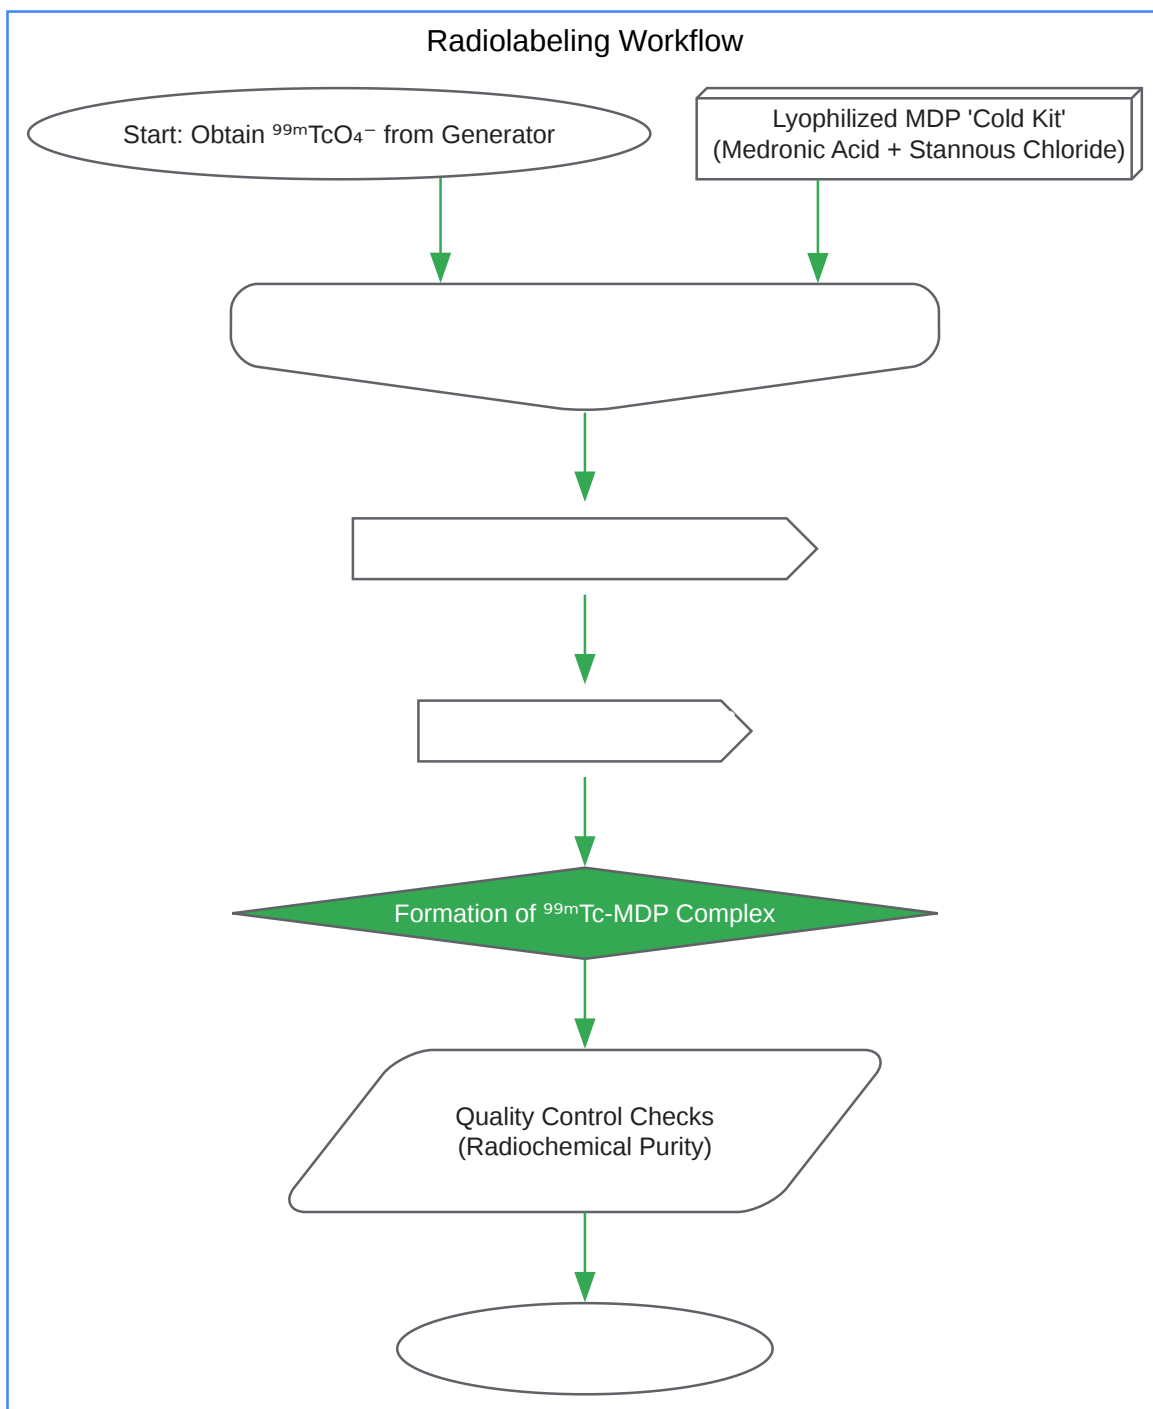 Radiolabeling Workflow
Start: Obtain ⁹⁹ᵐTcO₄⁻ from Generator
Lyophilized MDP 'Cold Kit'
(Medronic Acid + Stannous Chloride)
Formation of ⁹⁹ᵐTc-MDP Complex
Quality Control Checks
(Radiochemical Purity)